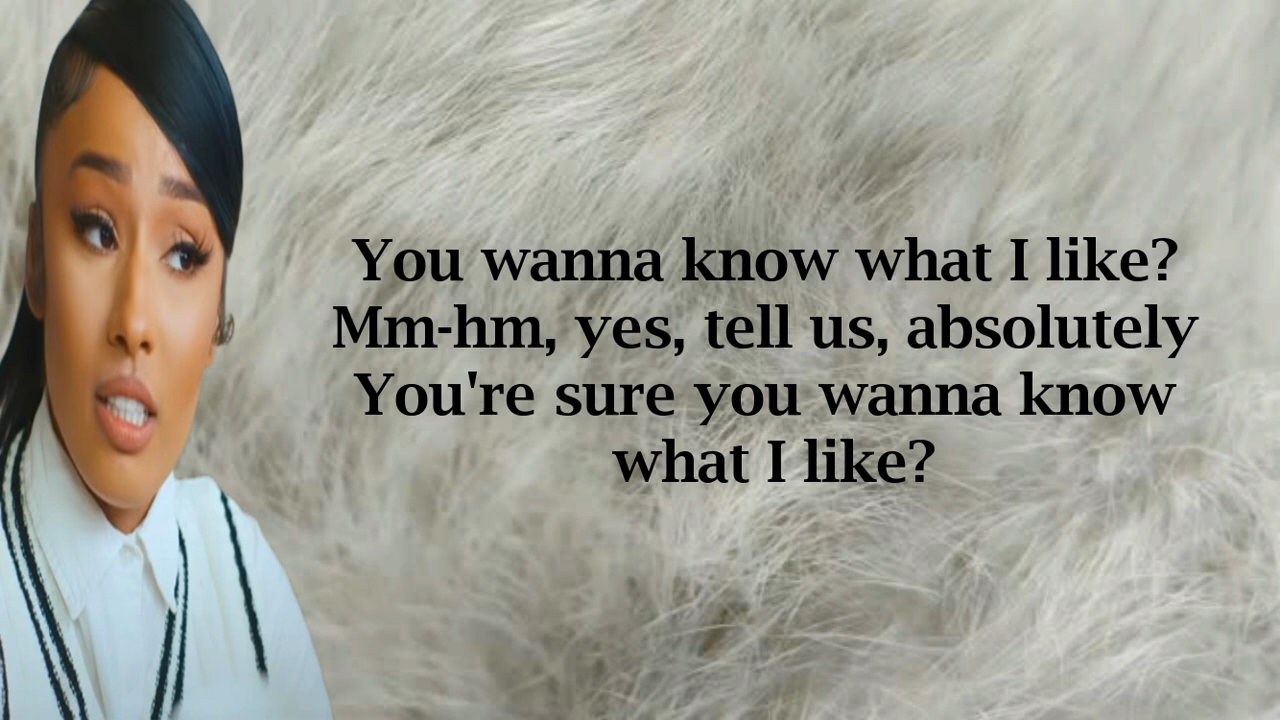 You wanna know what I like?
Mm-hm, yes, tell us, absolutely
You're sure you wanna know
what I like?